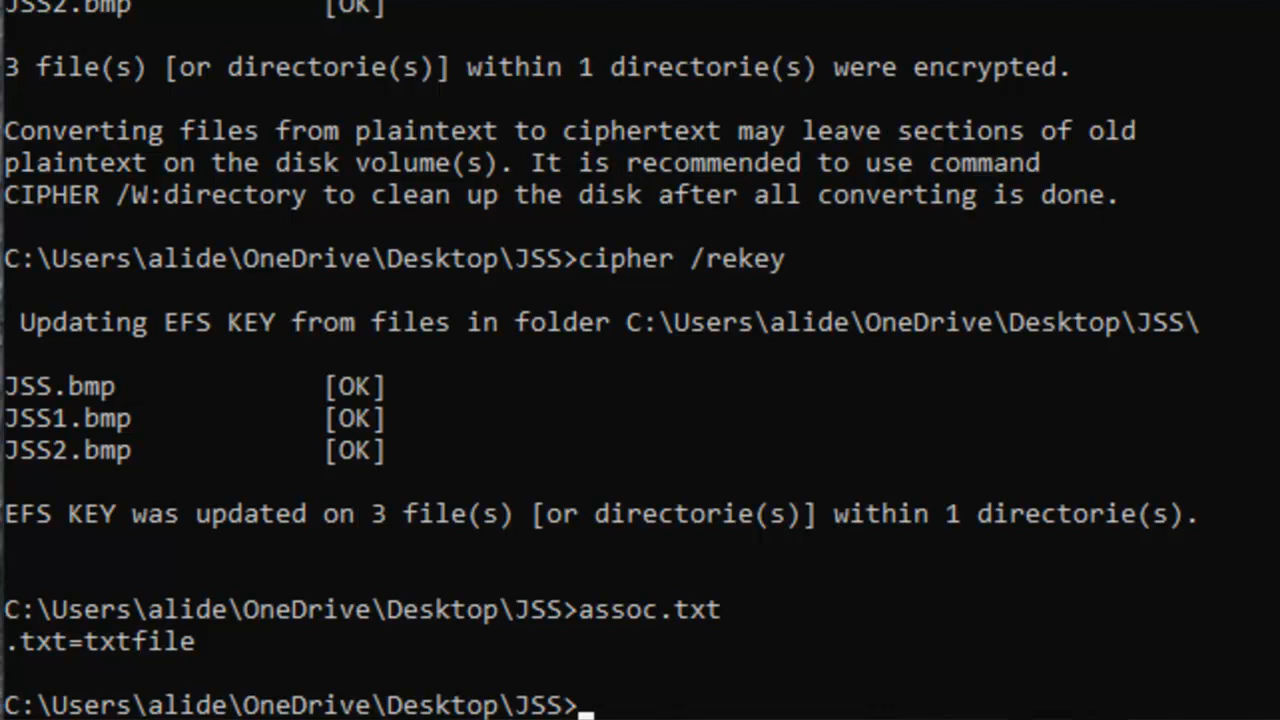 JSS2.bmp [OK]
3 file(s) [or directorie(s)] within 1 directorie(s) were encrypted.
Converting files from plaintext to ciphertext may leave sections of old
plaintext on the disk volume(s). It is recommended to use command
CIPHER /W:directory to clean up the disk after all converting is done.
C:\Users\alide\OneDrive\Desktop\JSS>cipher /rekey
Updating EFS KEY from files in folder C:\Users\alide\OneDrive\Desktop\JSS\
JSS.bmp [OK]
JSS1.bmp [OK]
JSS2.bmp [OK]
EFS KEY was updated on 3 file(s) [or directorie(s)] within 1 directorie(s).
C:\Users\alide\OneDrive\Desktop\JSS>assoc.txt
.txt=txtfile
C:\Users\alide\OneDrive\Desktop\JSS>